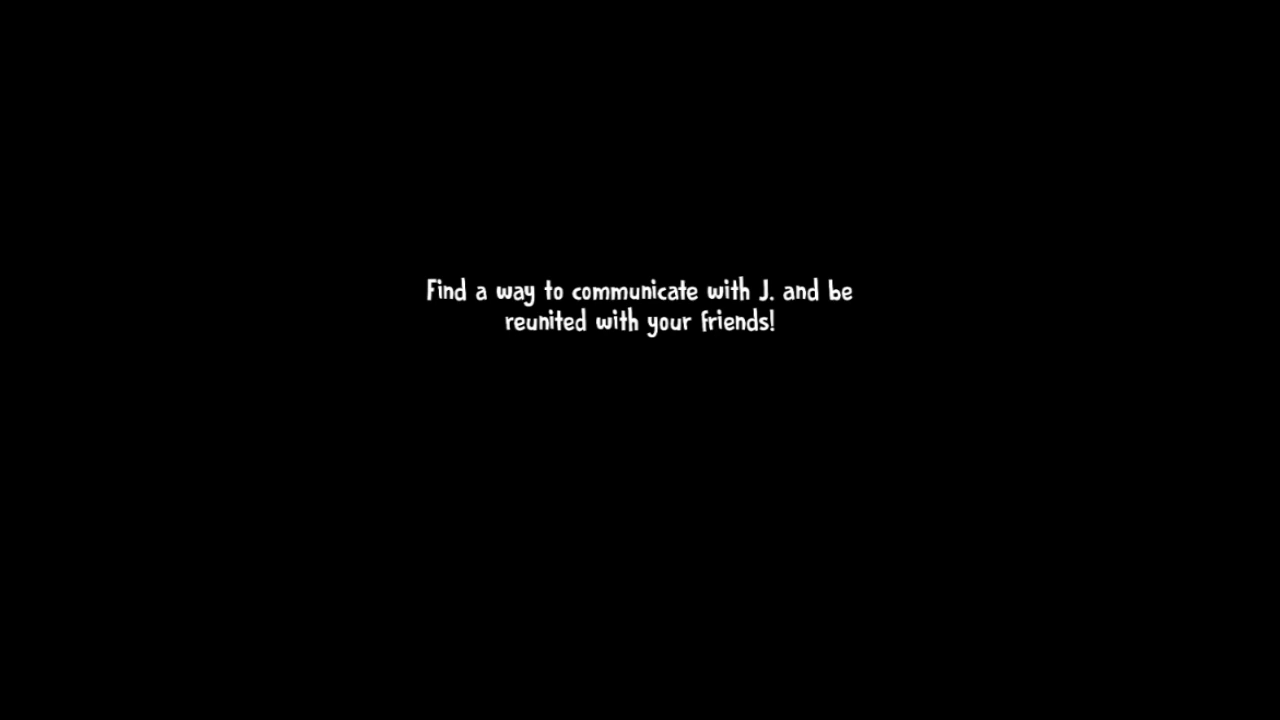 Find a way to communicate with J. and be
reunited with your friends!